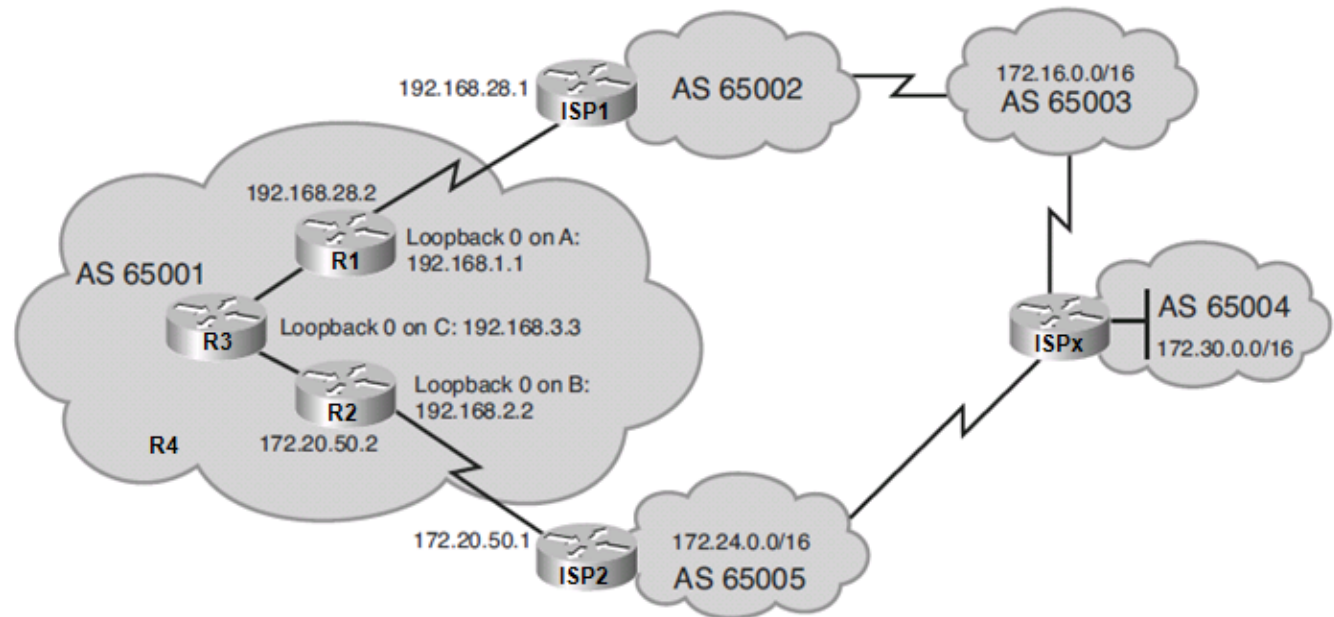 192.168.28.1
ISP1
AS 65002
172.16.0.0/16
AS 65003
192.168.28.2
R1
Loopback 0 on A:
192.168.1.1
AS 65001
R3
Loopback 0 on C: 192.168.3.3
R2
Loopback 0 on B:
192.168.2.2
R4
172.20.50.2
ISPx
AS 65004
172.30.0.0/16
172.20.50.1
ISP2
172.24.0.0/16
AS 65005